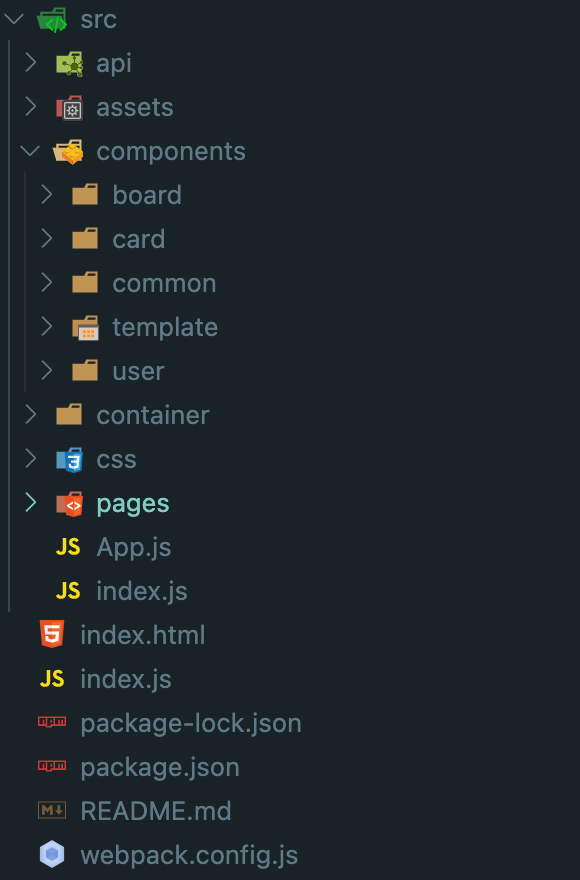 src
api
assets
components
board
card
common
template
user
container
css
pages
JS App.js
JS index.js
index.html
JS index.js
package-lock.json
package.json
README.md
webpack.config.js